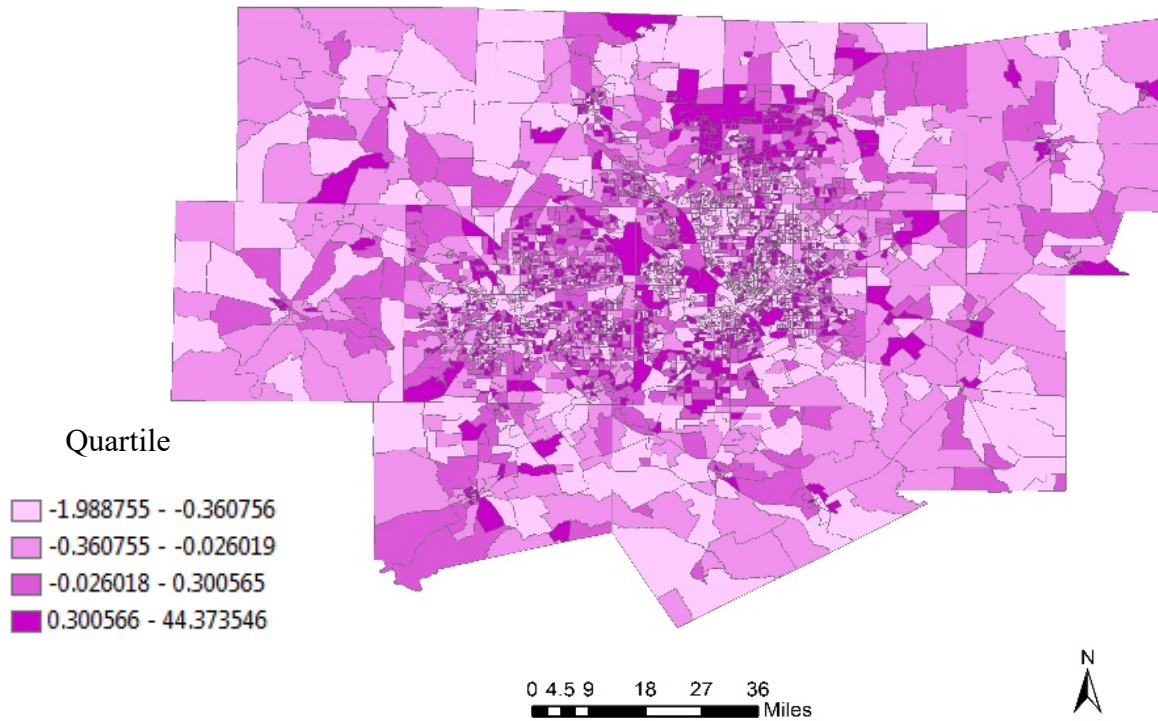 Quartile
-1.988755 - -0.360756
-0.360755 - -0.026019
-0.026018 - 0.300565
0.300566 - 44.373546
N
0 4.5 9 18 27 36
Miles